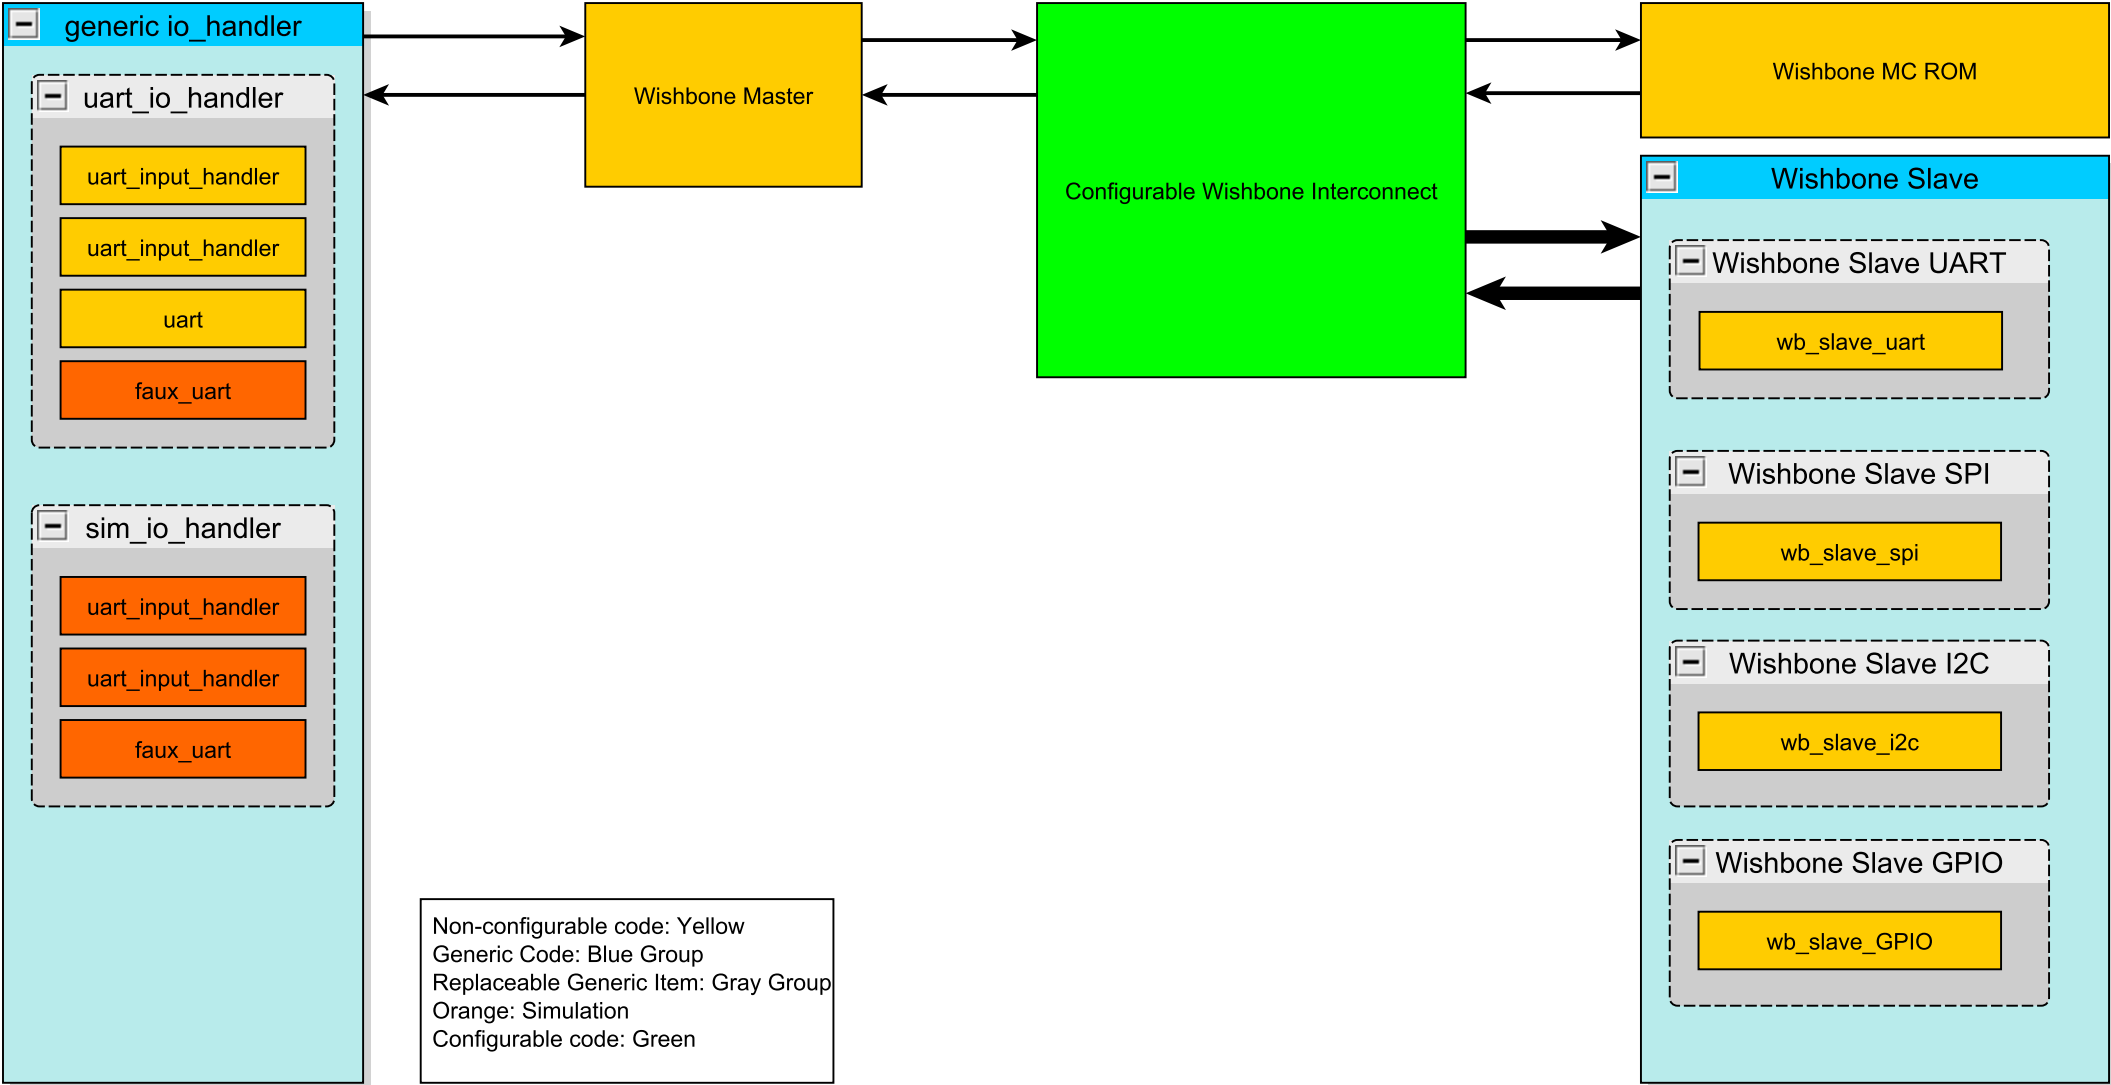 generic io_handler
uart_io_handler
uart_input_handler
uart_input_handler
uart
faux_uart
sim_io_handler
uart_input_handler
uart_input_handler
faux_uart
Wishbone Master
Configurable Wishbone Interconnect
Wishbone MC ROM
Wishbone Slave
Wishbone Slave UART
wb_slave_uart
Wishbone Slave SPI
wb_slave_spi
Wishbone Slave I2C
wb_slave_i2c
Wishbone Slave GPIO
wb_slave_GPIO
Non-configurable code: Yellow
Generic Code: Blue Group
Replaceable Generic Item: Gray Group
Orange: Simulation
Configurable code: Green